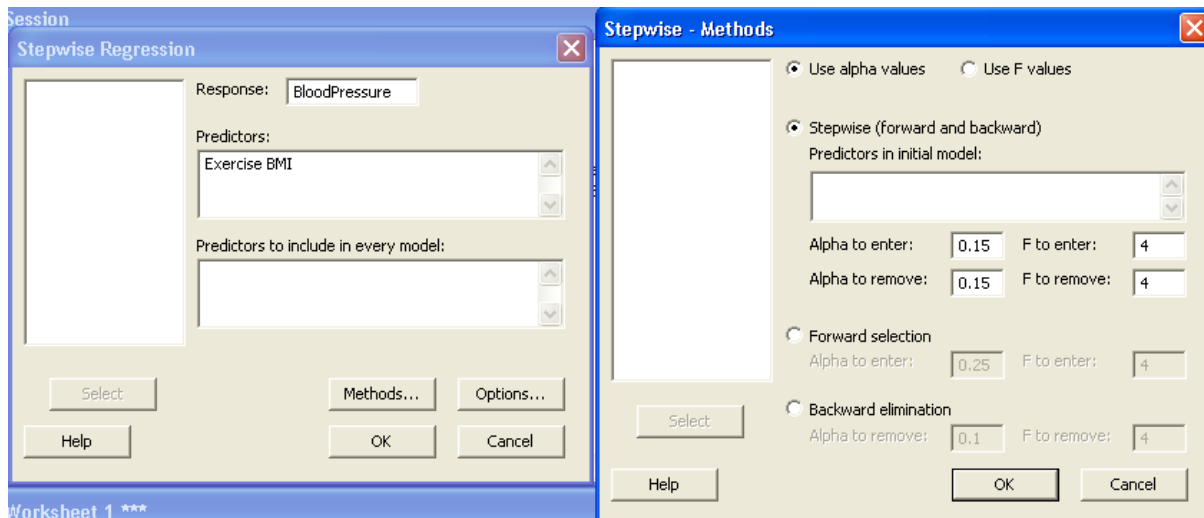 Session
Stepwise Regression
Response: BloodPressure
Predictors:
Exercise BMI
Predictors to include in every model:
Select
Methods...
Options...
Help
OK
Cancel
Worksheet 1 ***
Stepwise - Methods
Use alpha values
Use F values
Stepwise (forward and backward)
Predictors in initial model:
Alpha to enter: 0.15 F to enter: 4
Alpha to remove: 0.15 F to remove: 4
Forward selection
Alpha to enter: 0.25 F to enter: 4
Backward elimination
Alpha to remove: 0.1 F to remove: 4
Select
Help
OK
Cancel